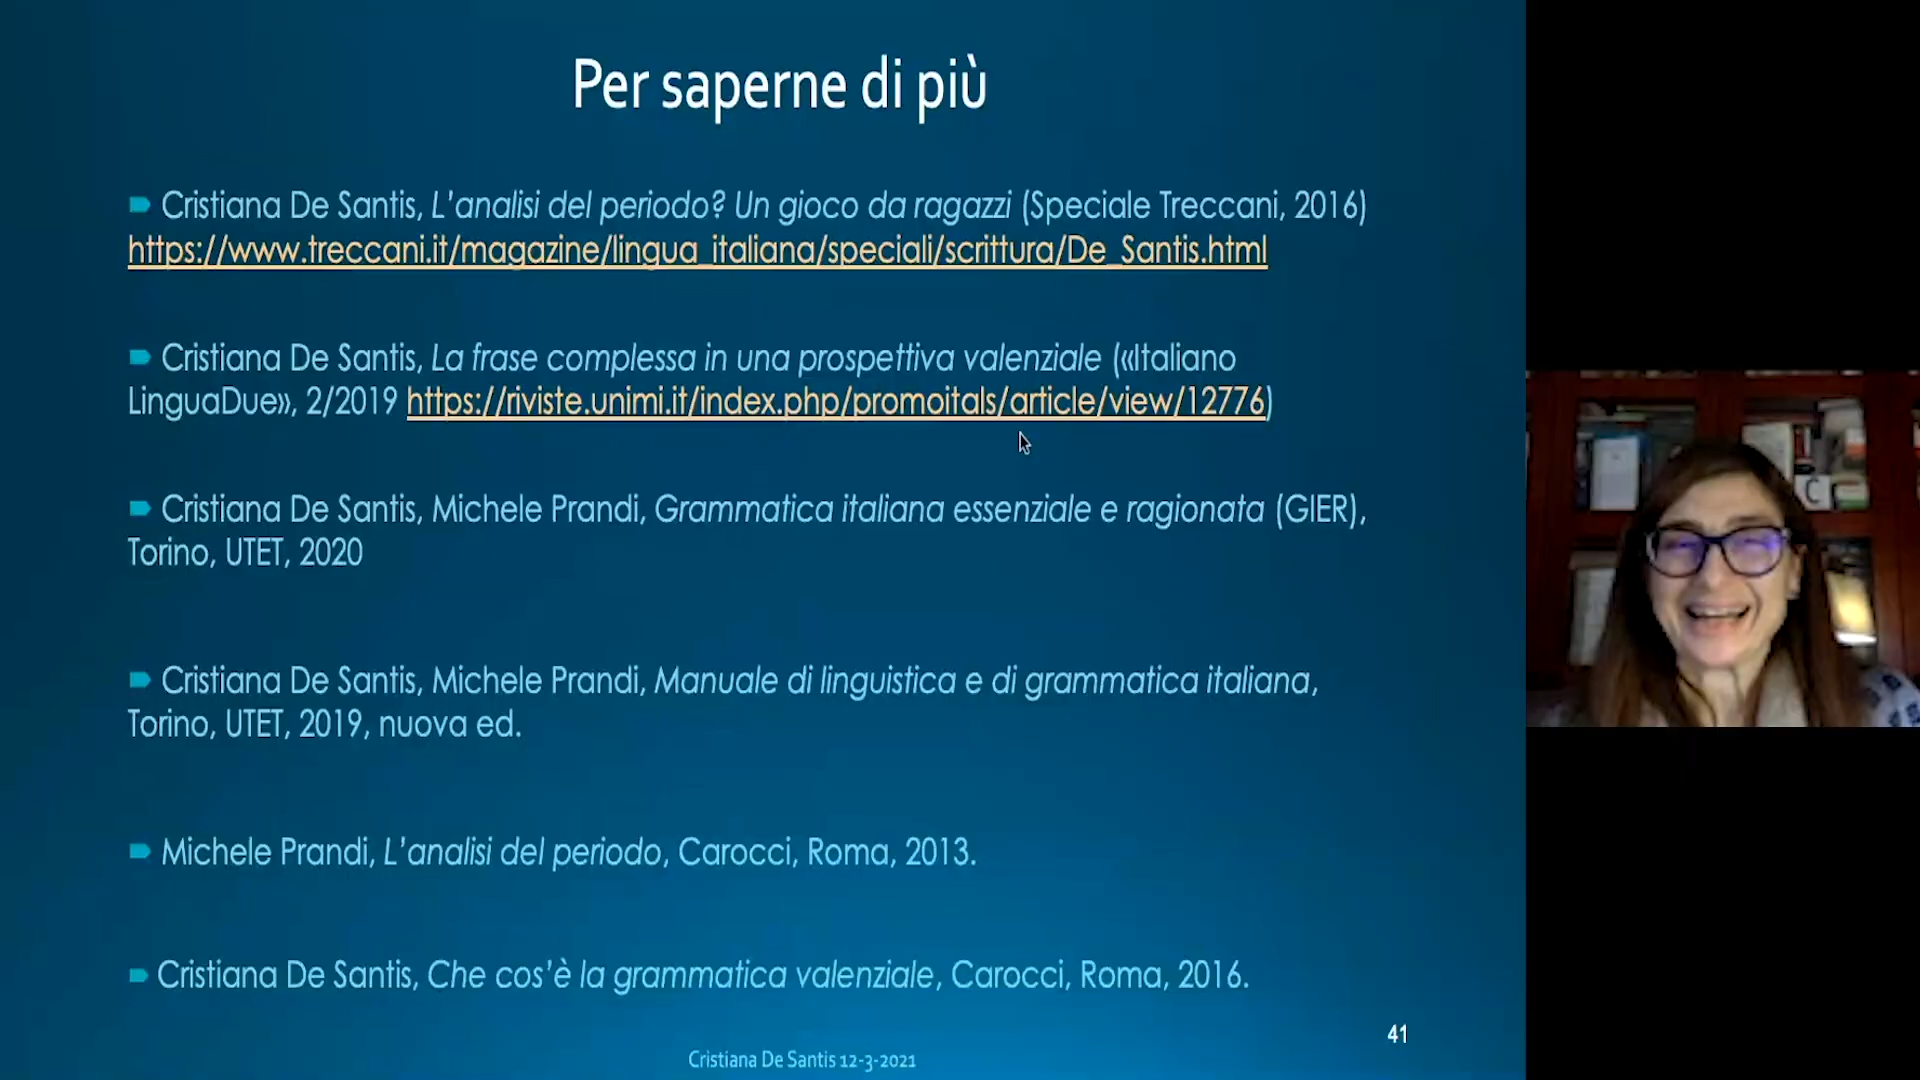 Per saperne di più
Cristiana De Santis, L'analisi del periodo? Un gioco da ragazzi (Speciale Treccani, 2016)
https://www.treccani.it/magazine/lingua_italiana/speciali/scrittura/De_Santis.html
Cristiana De Santis, La frase complessa in una prospettiva valenziale («Italiano
LinguaDue», 2/2019 https://riviste.unimi.it/index.php/promoitals/article/view/12776)
Cristiana De Santis, Michele Prandi, Grammatica italiana essenziale e ragionata (GIER),
Torino, UTET, 2020
Cristiana De Santis, Michele Prandi, Manuale di linguistica e di grammatica italiana,
Torino, UTET, 2019, nuova ed.
Michele Prandi, L'analisi del periodo, Carocci, Roma, 2013.
Cristiana De Santis, Che cos'è la grammatica valenziale, Carocci, Roma, 2016.
41
Cristiana De Santis 12-3-2021
C